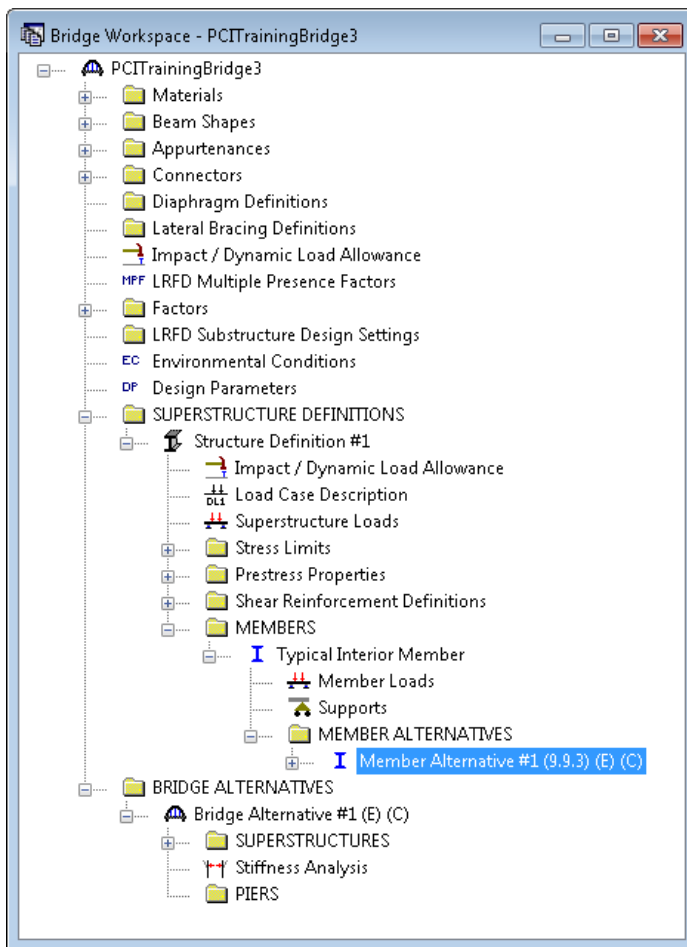 Bridge Workspace - PCITrainingBridge3
PCITrainingBridge3
Materials
Beam Shapes
Appurtenances
Connectors
Diaphragm Definitions
Lateral Bracing Definitions
Impact / Dynamic Load Allowance
MPF LRFD Multiple Presence Factors
Factors
LRFD Substructure Design Settings
EC Environmental Conditions
DP Design Parameters
SUPERSTRUCTURE DEFINITIONS
Structure Definition #1
Impact / Dynamic Load Allowance
DL1 Load Case Description
Superstructure Loads
Stress Limits
Prestress Properties
Shear Reinforcement Definitions
MEMBERS
Typical Interior Member
Member Loads
Supports
MEMBER ALTERNATIVES
Member Alternative #1 (9.9.3) (E) (C)
BRIDGE ALTERNATIVES
Bridge Alternative #1 (E) (C)
SUPERSTRUCTURES
Stiffness Analysis
PIERS